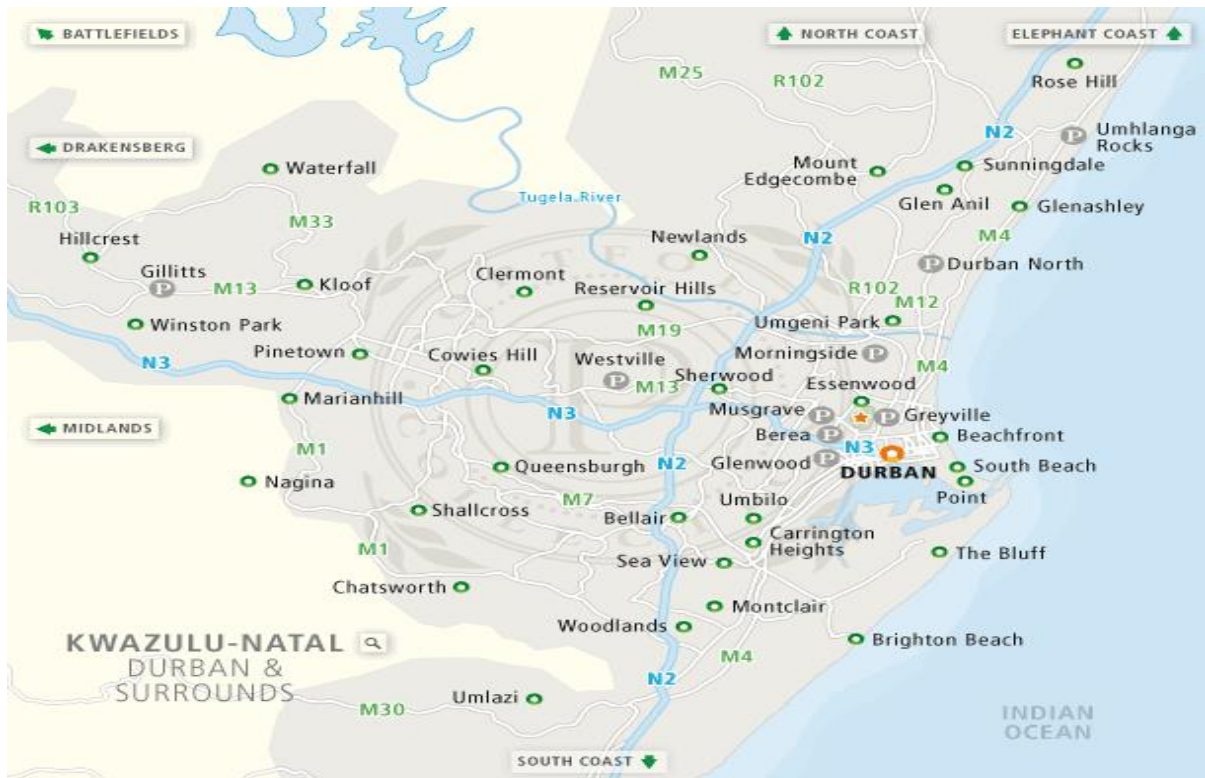 BATTLEFIELDS
NORTH COAST
ELEPHANT COAST
Rose Hill
M25
R102
N2
Umhlanga
Rocks
DRAKENSBERG
Waterfall
Mount
Edgecombe
Sunningdale
Tugela River
Glen Anil
Glenashley
R103
M33
Hillcrest
Newlands
N2
M4
Gillitts
Clermont
Durban North
M13
Kloof
Reservoir Hills
R102
M12
Winston Park
M19
Umgeni Park
N3
Pinetown
Cowies Hill
Westville
Morningside
M4
M13
Sherwood
Essenwood
Marianhill
N3
Musgrave
Greyville
MIDLANDS
M1
Berea
N3
Beachfront
Queensburgh
N2
Glenwood
DURBAN
South Beach
Nagina
Point
M7
Umbilo
Shallcross
Bellair
Carrington
Heights
M1
Sea View
The Bluff
Chatsworth
Montclair
Woodlands
Brighton Beach
KWAZULU-NATAL
DURBAN &
SURROUNDS
M4
N2
Umlazi
M30
INDIAN
OCEAN
SOUTH COAST